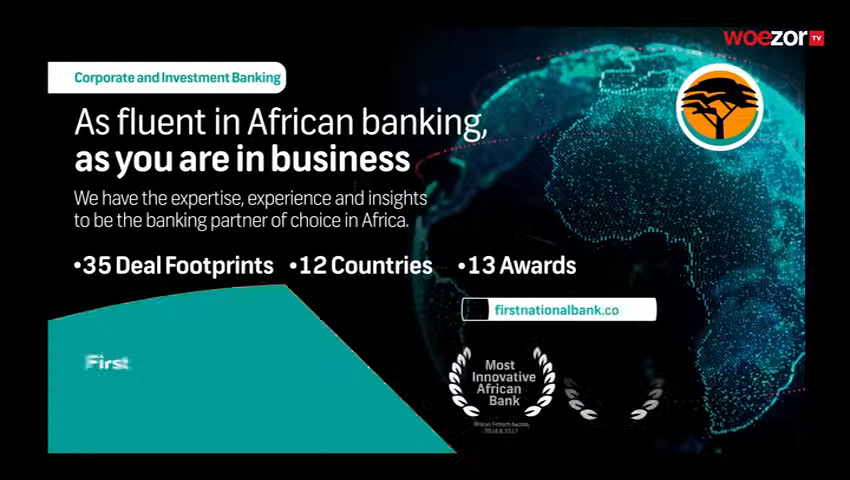 woezor TV
Corporate and Investment Banking
As fluent in African banking,
as you are in business
We have the expertise, experience and insights
to be the banking partner of choice in Africa.
•35 Deal Footprints •12 Countries •13 Awards
firstnationalbank.co
First
Most
Innovative
African
Bank